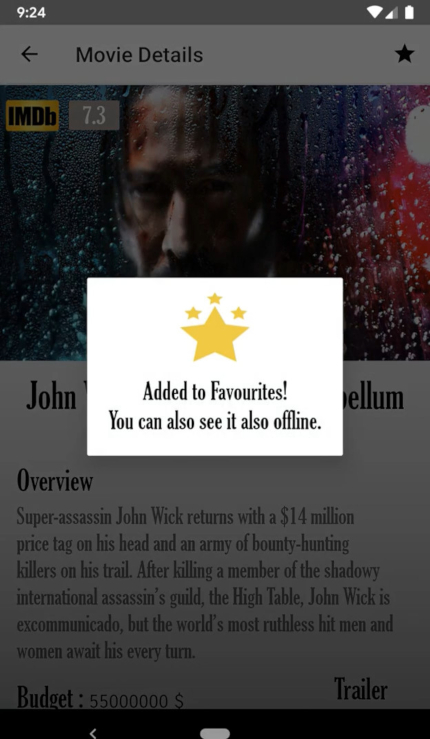 9:24
Movie Details
IMDb 7.3
Added to Favourites!
You can also see it also offline.
John bellum
Overview
Super-assassin John Wick returns with a $14 million
price tag on his head and an army of bounty-hunting
killers on his trail. After killing a member of the shadowy
international assassin's guild, the High Table, John Wick is
excommunicado, but the world's most ruthless hit men and
women await his every turn.
Budget : 55000000 $
Trailer